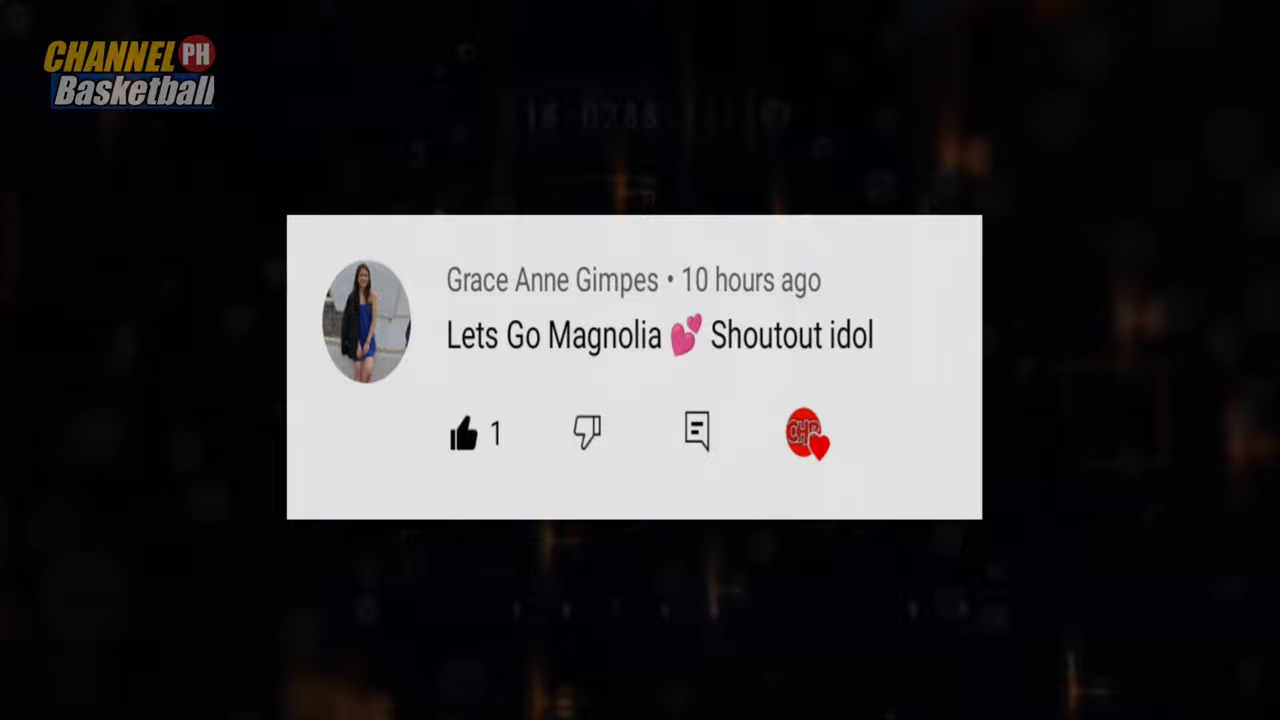 CHANNEL PH
Basketball
Grace Anne Gimpes • 10 hours ago
Lets Go Magnolia 💕 Shoutout idol
1